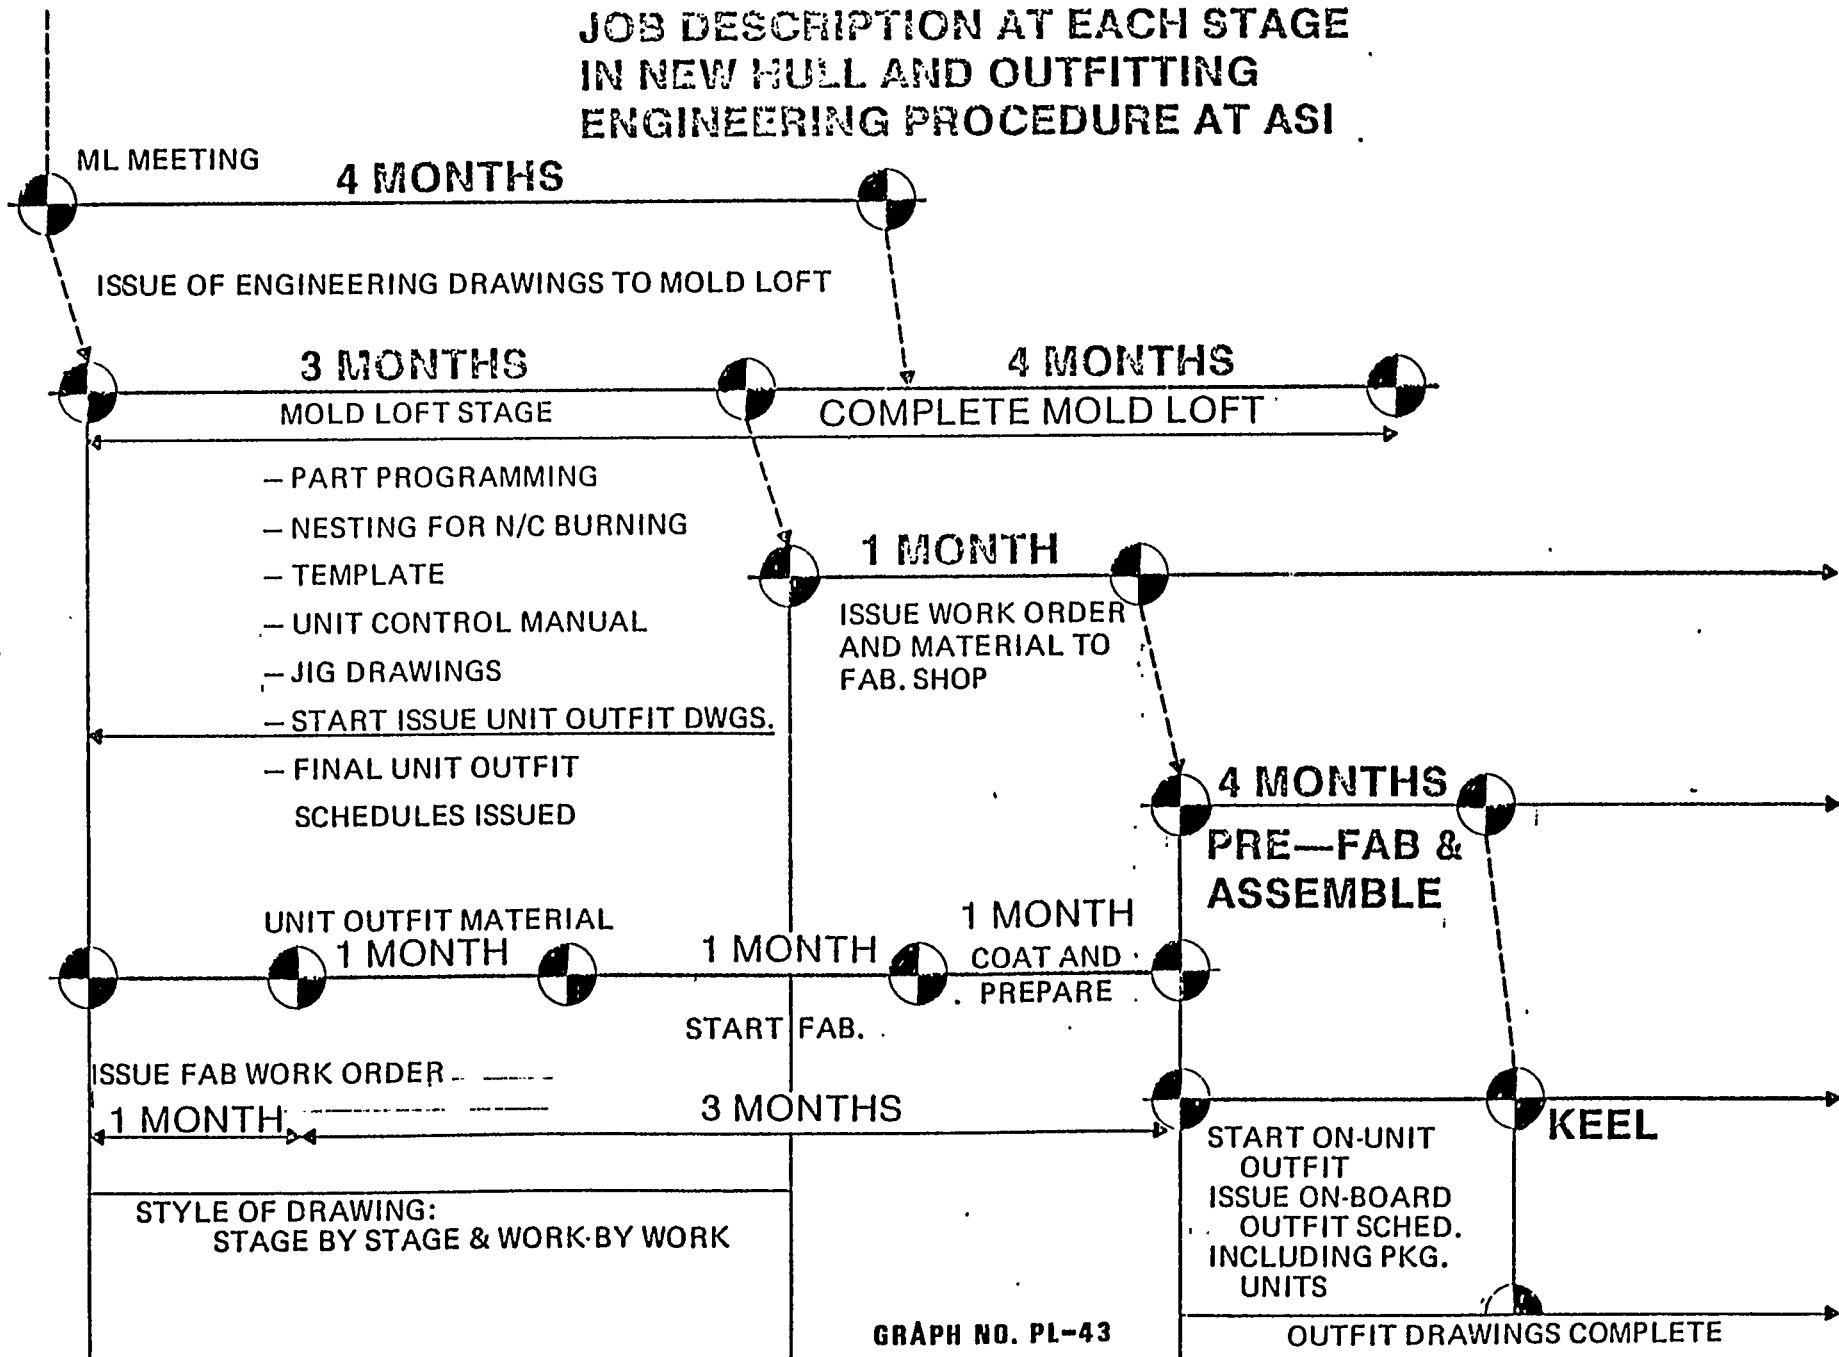 JOB DESCRIPTION AT EACH STAGE
IN NEW HULL AND OUTFITTING
ENGINEERING PROCEDURE AT ASI
ML MEETING
4 MONTHS
ISSUE OF ENGINEERING DRAWINGS TO MOLD LOFT
3 MONTHS
4 MONTHS
MOLD LOFT STAGE
COMPLETE MOLD LOFT
– PART PROGRAMMING
– NESTING FOR N/C BURNING
– TEMPLATE
– UNIT CONTROL MANUAL
– JIG DRAWINGS
– START ISSUE UNIT OUTFIT DWGS.
– FINAL UNIT OUTFIT
SCHEDULES ISSUED
1 MONTH
ISSUE WORK ORDER
AND MATERIAL TO
FAB. SHOP
4 MONTHS
PRE—FAB &
ASSEMBLE
UNIT OUTFIT MATERIAL
1 MONTH
1 MONTH
1 MONTH
COAT AND
PREPARE
START FAB.
ISSUE FAB WORK ORDER
1 MONTH
3 MONTHS
KEEL
START ON-UNIT
OUTFIT
ISSUE ON-BOARD
OUTFIT SCHED.
INCLUDING PKG.
UNITS
STYLE OF DRAWING:
STAGE BY STAGE & WORK-BY WORK
GRAPH NO. PL-43
OUTFIT DRAWINGS COMPLETE